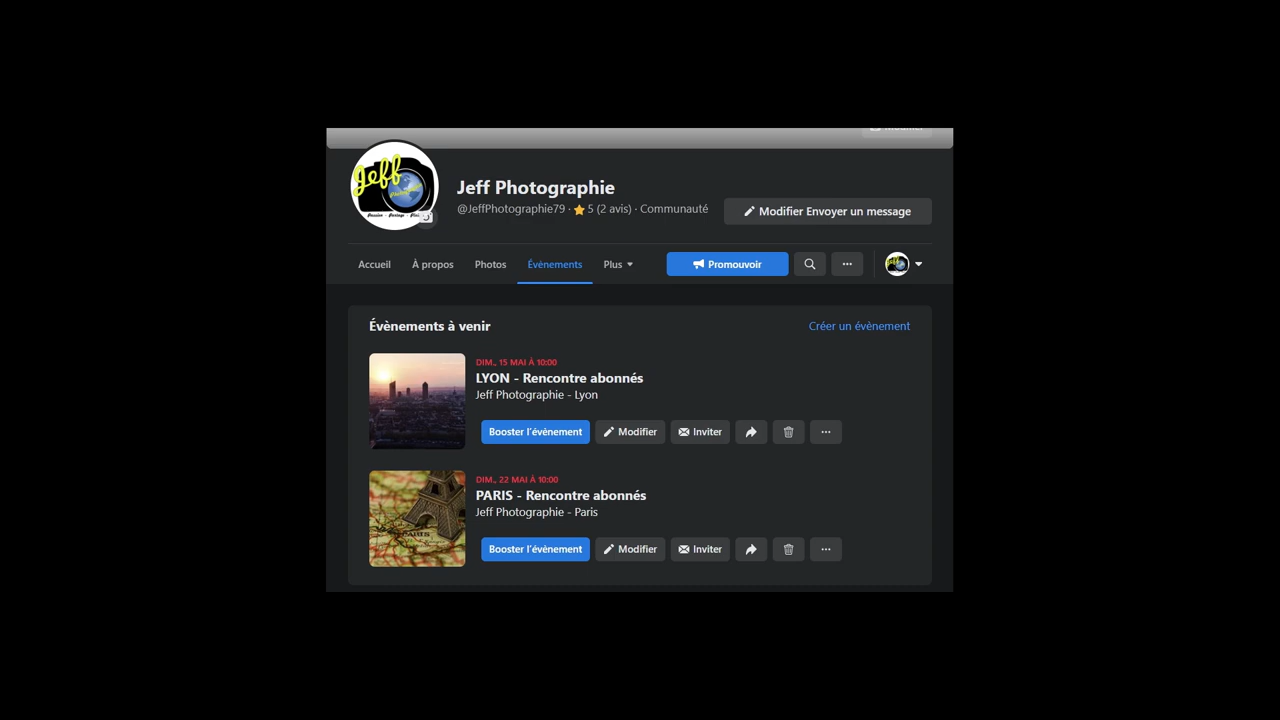 Jeff
Jeff Photographie
@JeffPhotographie79 · 5 (2 avis) · Communauté
Modifier Envoyer un message
Accueil
À propos
Photos
Évènements
Plus
Promouvoir
Évènements à venir
Créer un évènement
DIM., 15 MAI À 10:00
LYON - Rencontre abonnés
Jeff Photographie - Lyon
Booster l'évènement
Modifier
Inviter
DIM., 22 MAI À 10:00
PARIS - Rencontre abonnés
Jeff Photographie - Paris
PARIS
Booster l'évènement
Modifier
Inviter